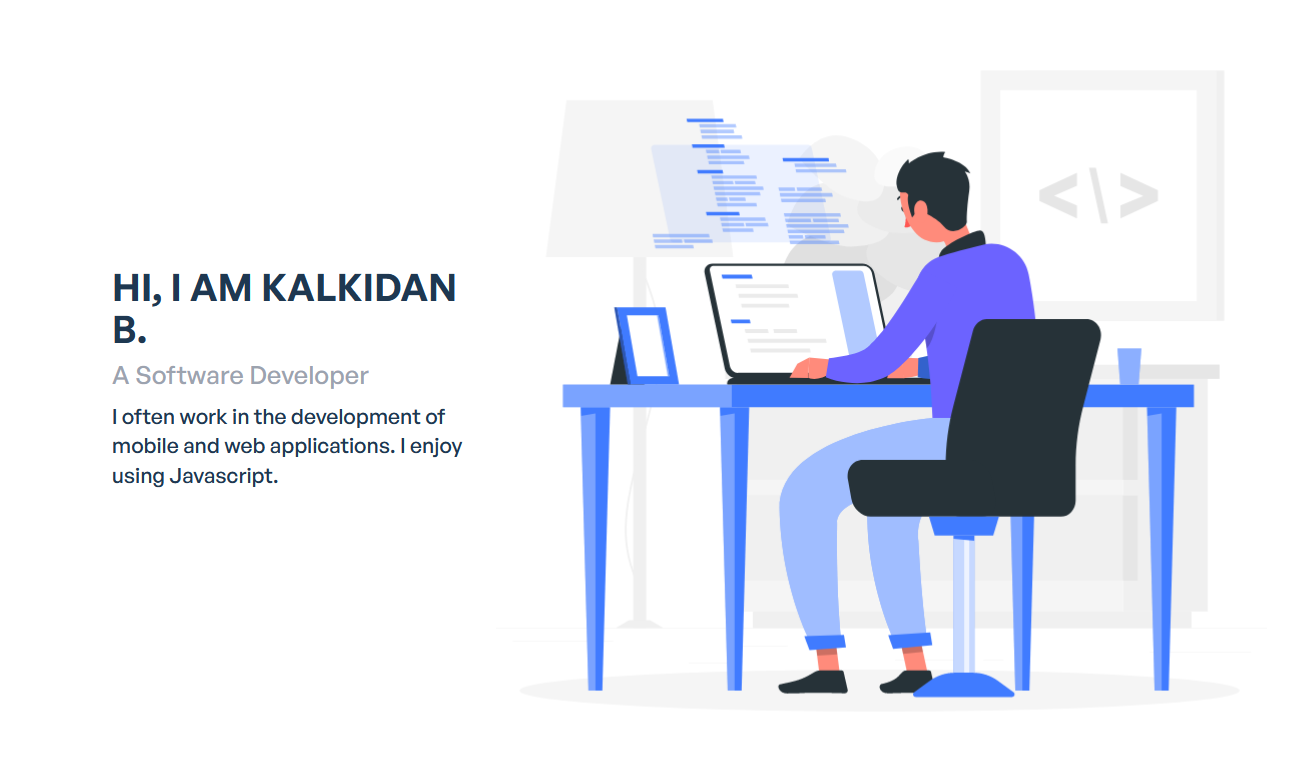 HI, I AM KALKIDAN
B.
A Software Developer
I often work in the development of
mobile and web applications. I enjoy
using Javascript.
<\>